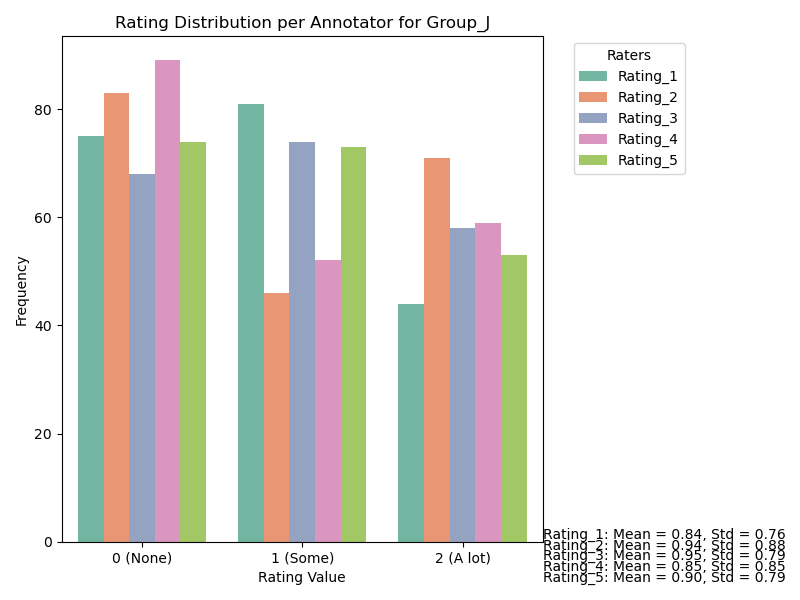 Rating Distribution per Annotator for Group_J
Raters
Rating_1
Rating_2
Rating_3
Rating_4
Rating_5
Frequency
80
60
40
20
0
0 (None)
1 (Some)
2 (A lot)
Rating Value
Rating_1: Mean = 0.84, Std = 0.76
Rating_2: Mean = 0.94, Std = 0.88
Rating_3: Mean = 0.95, Std = 0.79
Rating_4: Mean = 0.85, Std = 0.85
Rating_5: Mean = 0.90, Std = 0.79